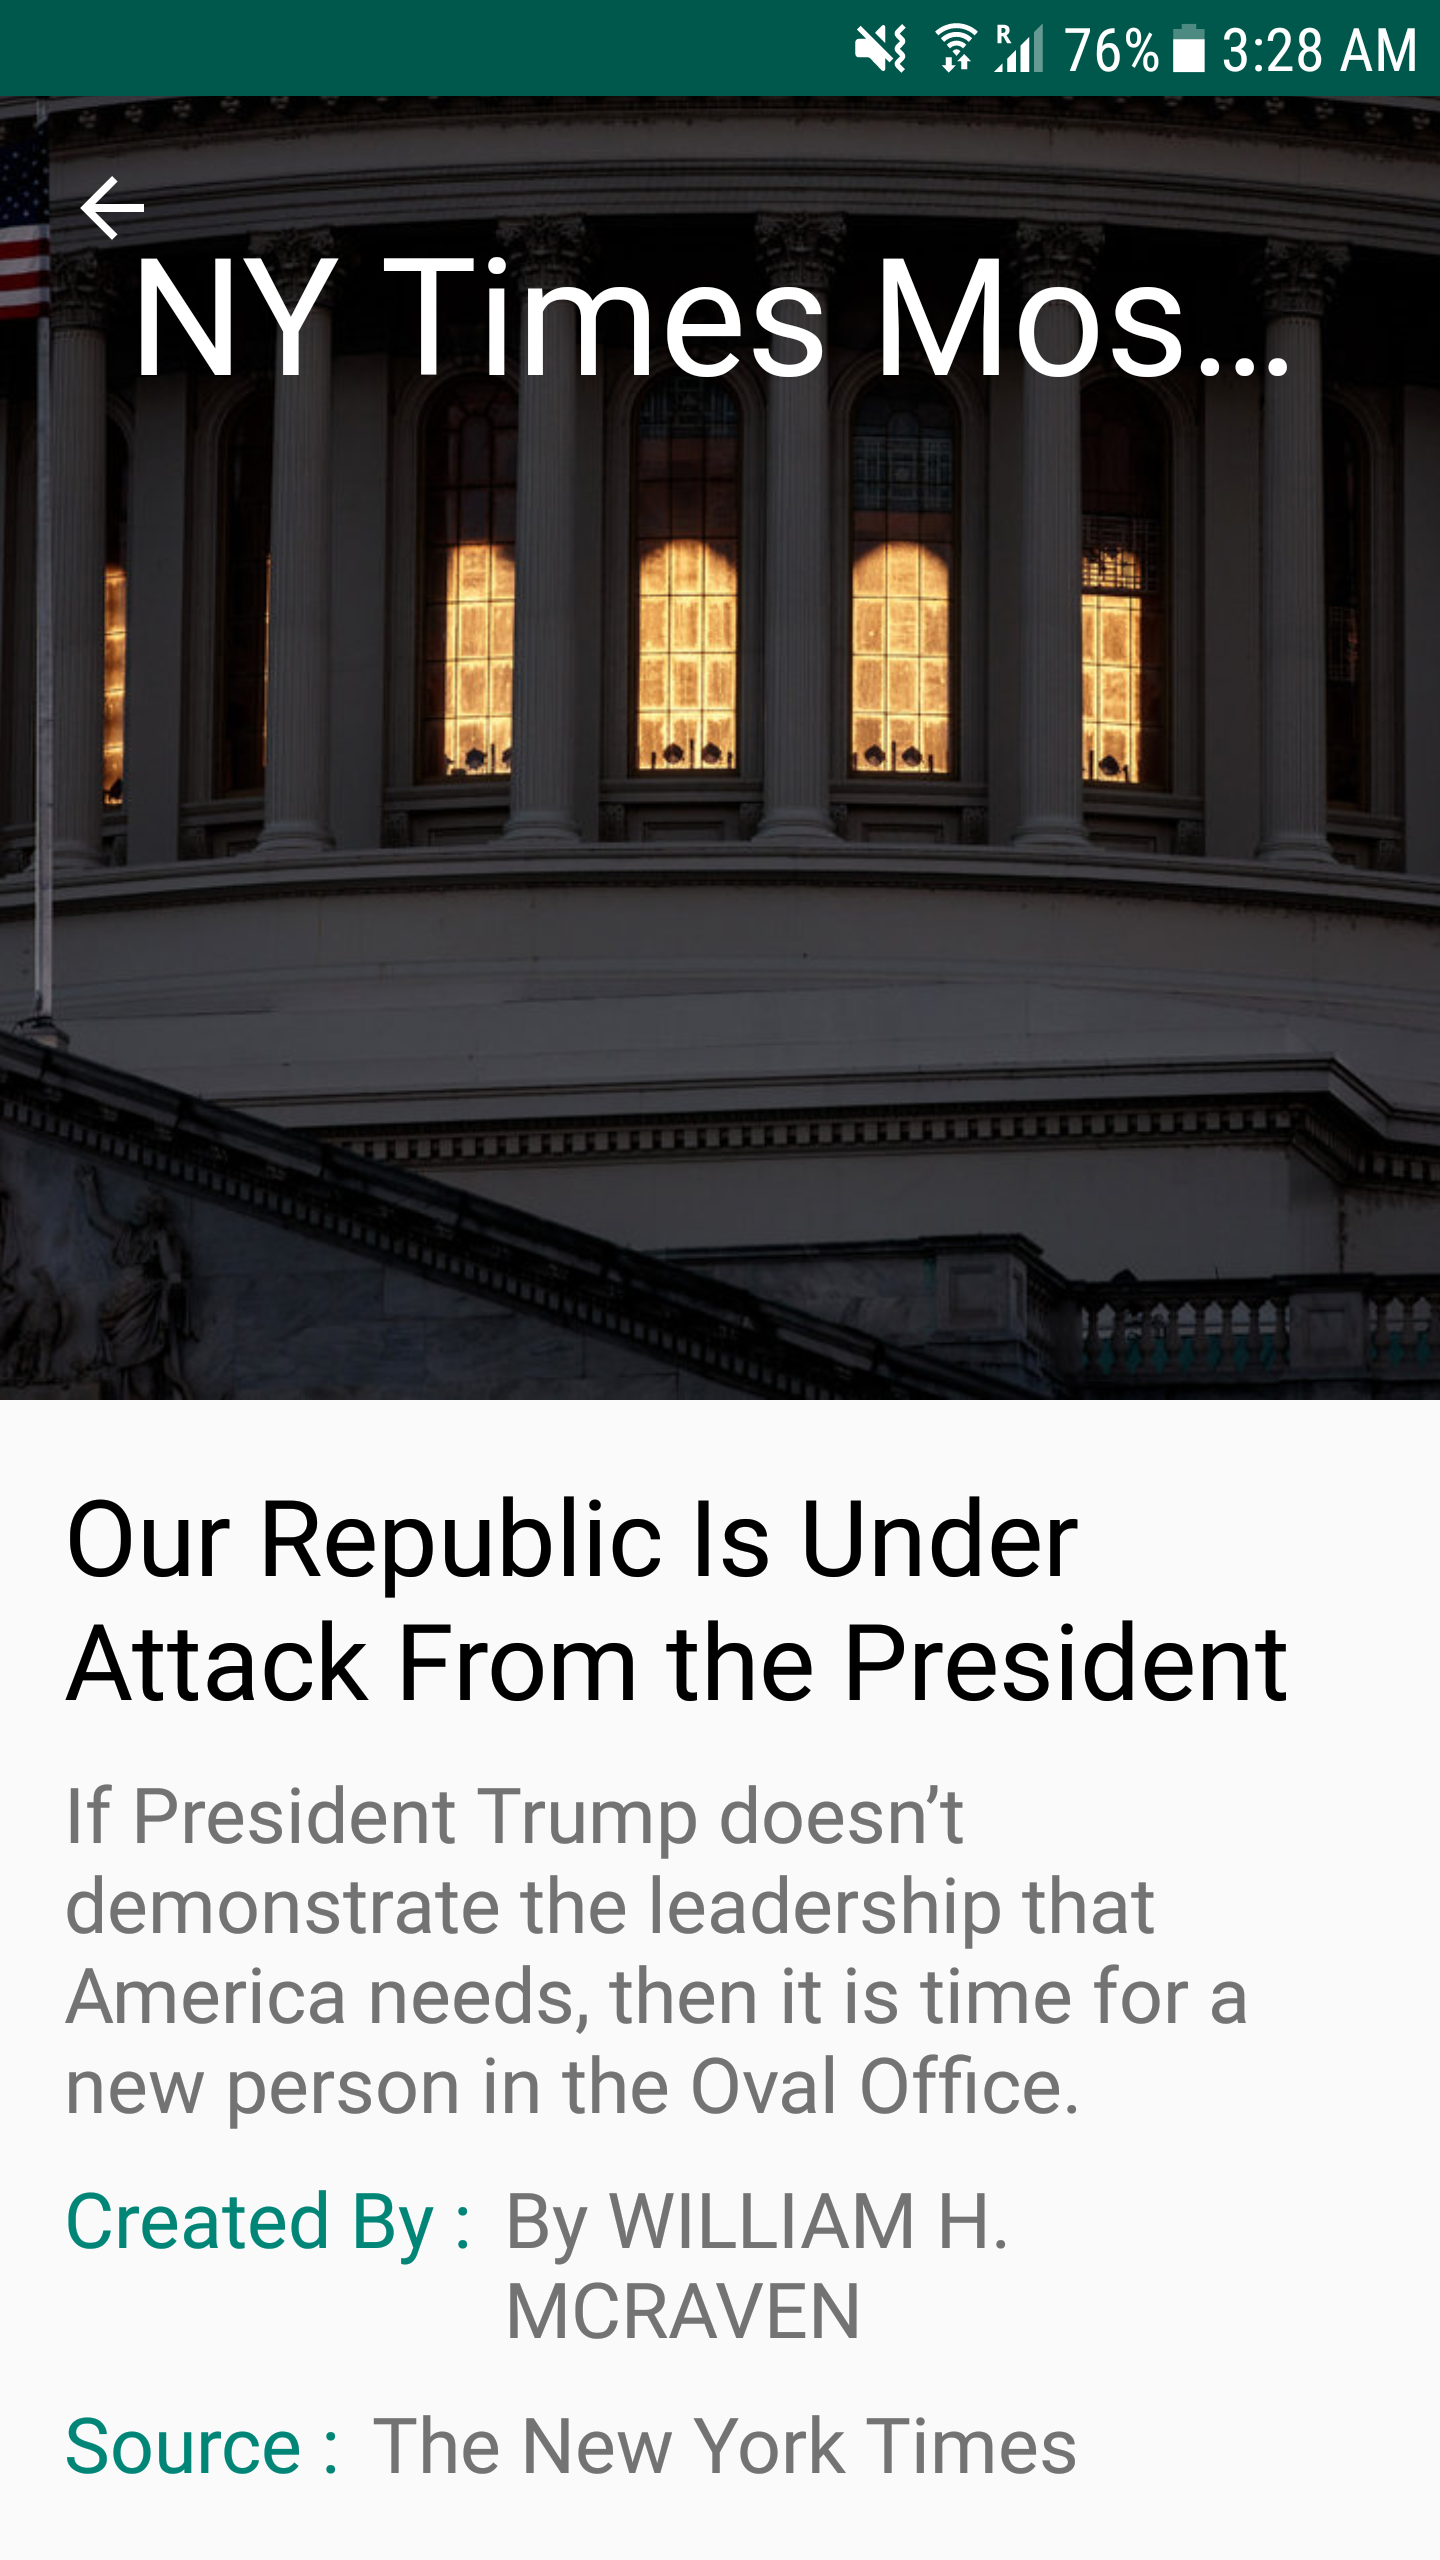 R 76% 3:28 AM
NY Times Mos...
Our Republic Is Under
Attack From the President
If President Trump doesn’t
demonstrate the leadership that
America needs, then it is time for a
new person in the Oval Office.
Created By : By WILLIAM H.
MCRAVEN
Source : The New York Times